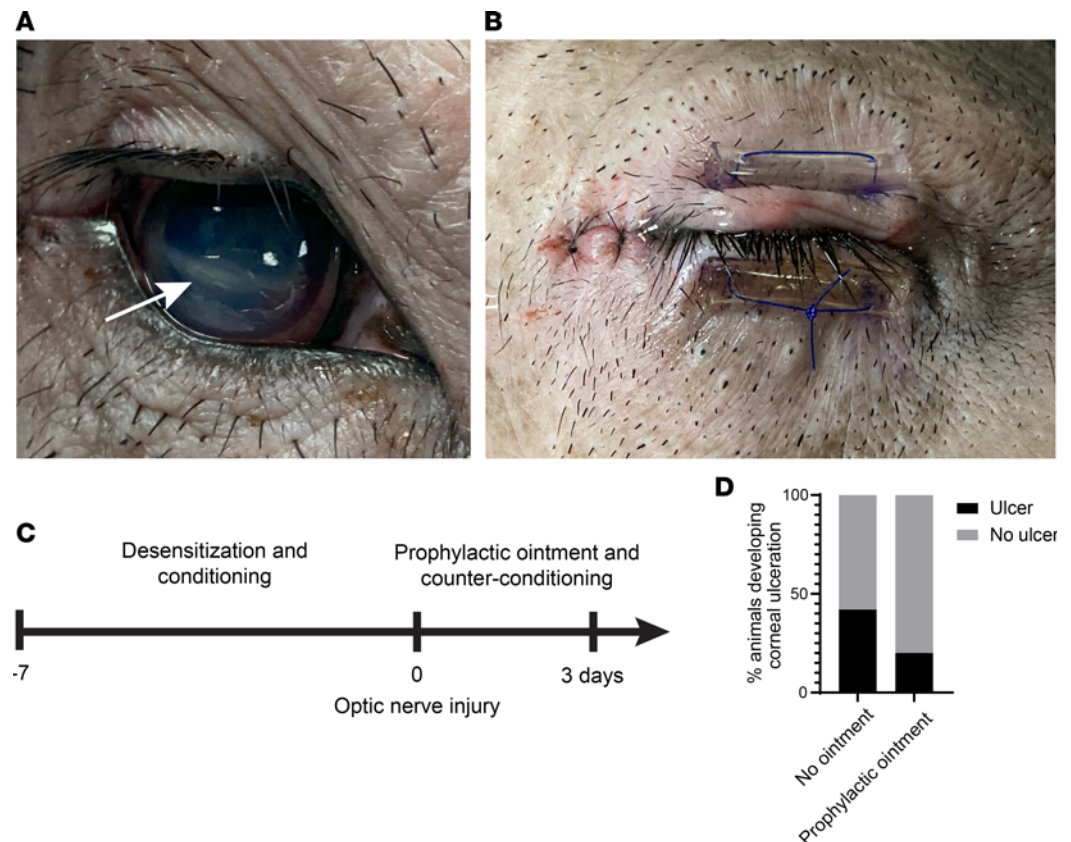 A
B
C
Desensitization and
conditioning
Prophylactic ointment and
counter-conditioning
-7
0
3 days
Optic nerve injury
D
% animals developing
corneal ulceration
100
50
0
Ulcer
No ulcer
No ointment
Prophylactic ointment